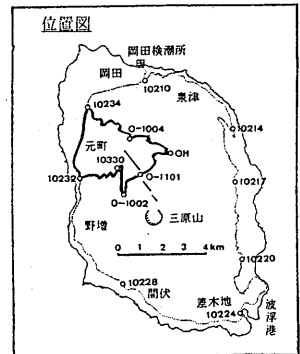 位置図
岡田検潮所
岡田
10210
泉津
10234
O-1004
10214
元町
OH
10330
10232
O-1101
10217
O-1002
三原山
野増
0 2 4km
10220
10228
間伏
差木地
10224
波浮港